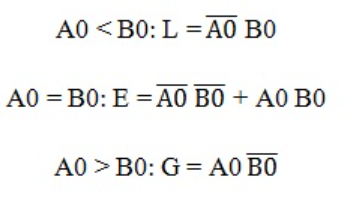 A0 < B0: L = A̅0̅ B0
A0 = B0: E = A̅0̅ B̅0̅ + A0 B0
A0 > B0: G = A0 B̅0̅